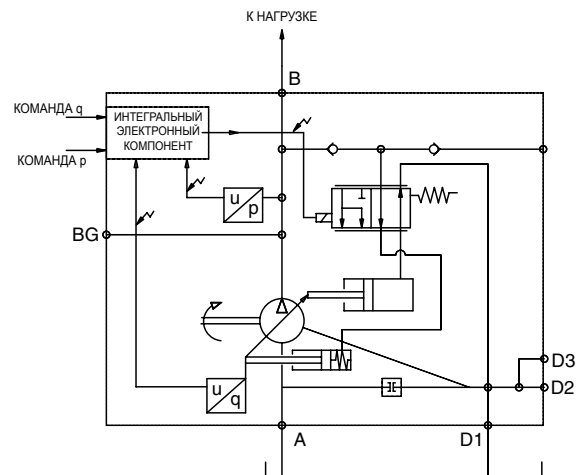 К НАГРУЗКЕ
B
КОМАНДА q
ИНТЕГРАЛЬНЫЙ
ЭЛЕКТРОННЫЙ
КОМПОНЕНТ
КОМАНДА p
u
p
BG
D3
D2
u
q
A
D1